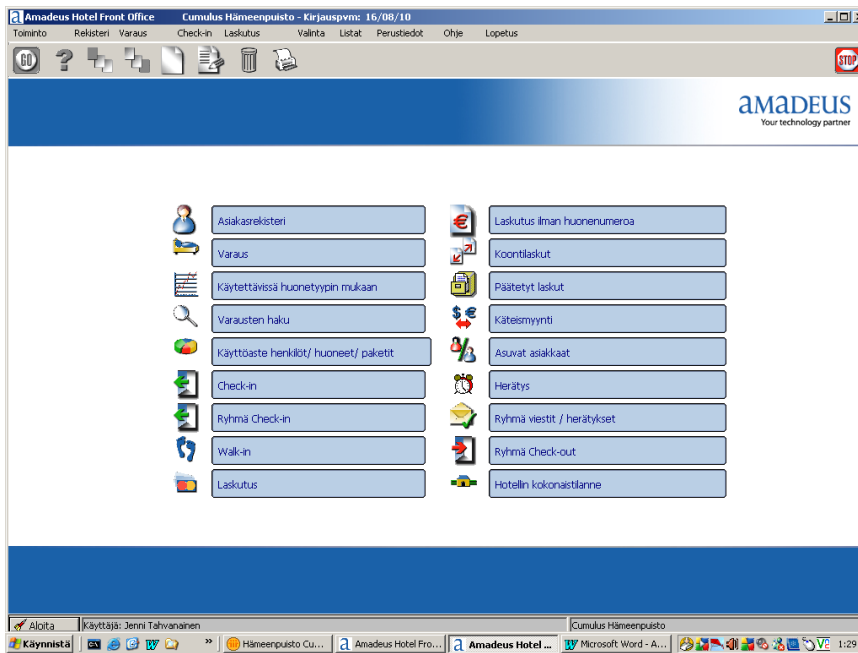 Amadeus Hotel Front Office Cumulus Hämeenpuisto - Kirjauspvm: 16/08/10
Toiminto Rekisteri Varaus Check-in Laskutus Valinta Listat Perustiedot Ohje Lopetus
GO ? STOP
amadeus
Your technology partner
Asiakasrekisteri
Varaus
Käytettävissä huonetyypin mukaan
Varausten haku
Käyttöaste henkilöt/ huoneet/ paketit
Check-in
Ryhmä Check-in
Walk-in
Laskutus
Laskutus ilman huonenumeroa
Koontilaskut
Päätetyt laskut
Käteismyynti
Asuvat asiakkaat
Herätys
Ryhmä viestit / herätykset
Ryhmä Check-out
Hotellin kokonaistilanne
Aloita Käyttäjä: Jenni Tahvanainen Cumulus Hämeenpuisto
Käynnistä » Hämeenpuisto Cu... Amadeus Hotel Fro... Amadeus Hotel ... Microsoft Word - A... 1:29